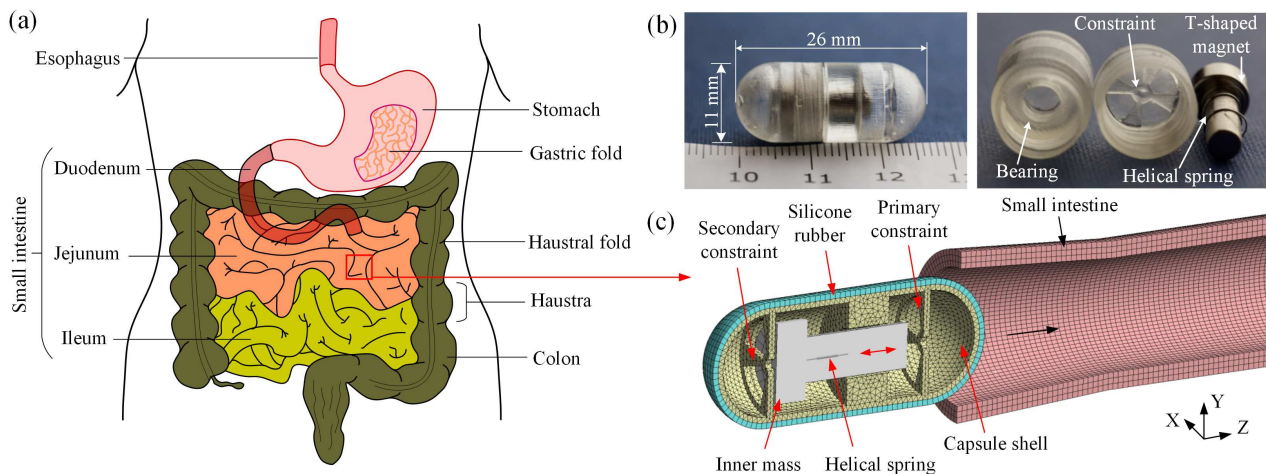 (a)
Esophagus
Stomach
Gastric fold
Duodenum
Small intestine
Jejunum
Haustral fold
Haustra
Ileum
Colon
(b)
26 mm
11 mm
10 11 12
Constraint
T-shaped
magnet
Bearing
Helical spring
(c)
Secondary
constraint
Silicone
rubber
Primary
constraint
Small intestine
Inner mass
Helical spring
Capsule shell
X
Y
Z